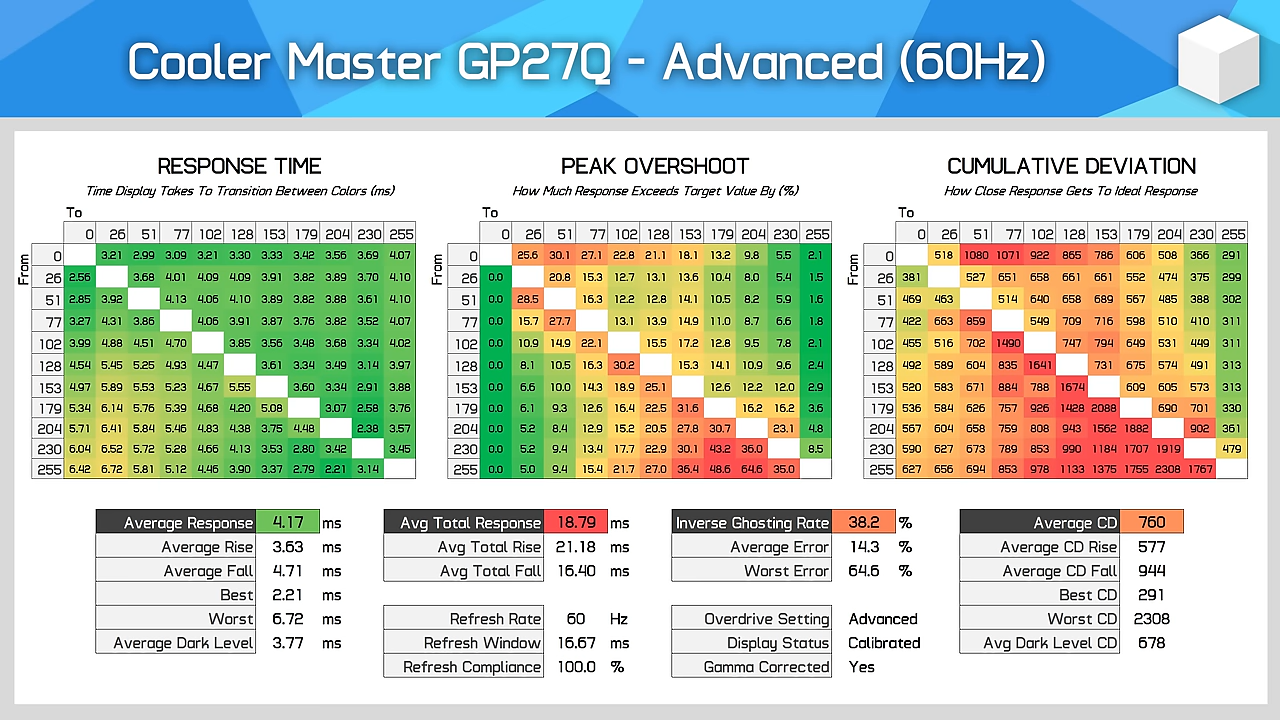 Cooler Master GP27Q - Advanced (60Hz)
RESPONSE TIME
Time Display Takes To Transition Between Colors (ms)
To
0 26 51 77 102 128 153 179 204 230 255
From
0 3.21 2.99 3.09 3.21 3.30 3.33 3.42 3.56 3.69 4.07
26 2.56 3.68 4.01 4.09 4.09 3.91 3.82 3.89 3.70 4.10
51 2.85 3.92 4.13 4.06 4.10 3.89 3.82 3.88 3.61 4.10
77 3.27 4.31 3.86 4.05 3.91 3.87 3.76 3.82 3.52 4.07
102 3.99 4.88 4.51 4.70 3.85 3.56 3.48 3.68 3.34 4.02
128 4.54 5.45 5.25 4.93 4.47 3.61 3.34 3.49 3.14 3.97
153 4.97 5.89 5.53 5.23 4.67 5.55 3.60 3.34 2.91 3.88
179 5.34 6.14 5.76 5.39 4.68 4.20 5.08 3.07 2.58 3.76
204 5.71 6.41 5.84 5.46 4.83 4.38 3.75 4.48 2.38 3.57
230 6.04 6.52 5.72 5.28 4.66 4.13 3.53 2.80 3.42 3.45
255 6.42 6.72 5.81 5.12 4.46 3.90 3.37 2.79 2.21 3.14
PEAK OVERSHOOT
How Much Response Exceeds Target Value By (%)
To
0 26 51 77 102 128 153 179 204 230 255
From
0 25.6 30.1 27.1 22.8 21.1 18.1 13.2 9.8 5.5 2.1
26 0.0 20.8 15.3 12.7 13.1 13.6 10.4 8.0 5.4 1.5
51 0.0 28.5 16.3 12.2 12.8 14.1 10.5 8.2 5.9 1.6
77 0.0 15.7 27.7 13.1 13.9 14.9 11.0 8.7 6.6 1.8
102 0.0 10.9 14.9 22.1 15.5 17.2 12.8 9.5 7.8 2.1
128 0.0 8.1 10.5 16.3 30.2 15.3 14.1 10.9 9.6 2.4
153 0.0 6.6 10.0 14.3 18.9 25.1 12.6 12.2 12.0 2.9
179 0.0 6.1 9.3 12.6 16.4 22.5 31.6 16.2 16.2 3.6
204 0.0 5.2 8.4 12.9 15.2 20.5 27.8 30.7 23.1 4.8
230 0.0 5.2 9.4 13.4 17.7 22.9 30.1 43.2 36.0 8.5
255 0.0 5.0 9.4 15.4 21.7 27.0 36.4 48.6 64.6 35.0
CUMULATIVE DEVIATION
How Close Response Gets To Ideal Response
To
0 26 51 77 102 128 153 179 204 230 255
From
0 518 1080 1071 922 865 786 606 508 366 291
26 381 527 651 658 661 661 552 474 375 299
51 469 463 514 640 658 689 567 485 388 302
77 422 663 859 549 709 716 598 510 410 311
102 455 516 702 1490 747 794 649 531 449 311
128 492 589 604 835 1641 731 675 574 491 313
153 520 583 671 884 788 1674 609 605 573 313
179 536 584 626 757 926 1428 2088 690 701 330
204 567 604 658 759 808 943 1562 1882 902 361
230 590 627 673 789 853 990 1184 1707 1919 479
255 627 656 694 853 978 1133 1375 1755 2308 1767
Average Response 4.17 ms
Average Rise 3.63 ms
Average Fall 4.71 ms
Best 2.21 ms
Worst 6.72 ms
Average Dark Level 3.77 ms
Avg Total Response 18.79 ms
Avg Total Rise 21.18 ms
Avg Total Fall 16.40 ms
Refresh Rate 60 Hz
Refresh Window 16.67 ms
Refresh Compliance 100.0 %
Inverse Ghosting Rate 38.2 %
Average Error 14.3 %
Worst Error 64.6 %
Overdrive Setting Advanced
Display Status Calibrated
Gamma Corrected Yes
Average CD 760
Average CD Rise 577
Average CD Fall 944
Best CD 291
Worst CD 2308
Avg Dark Level CD 678